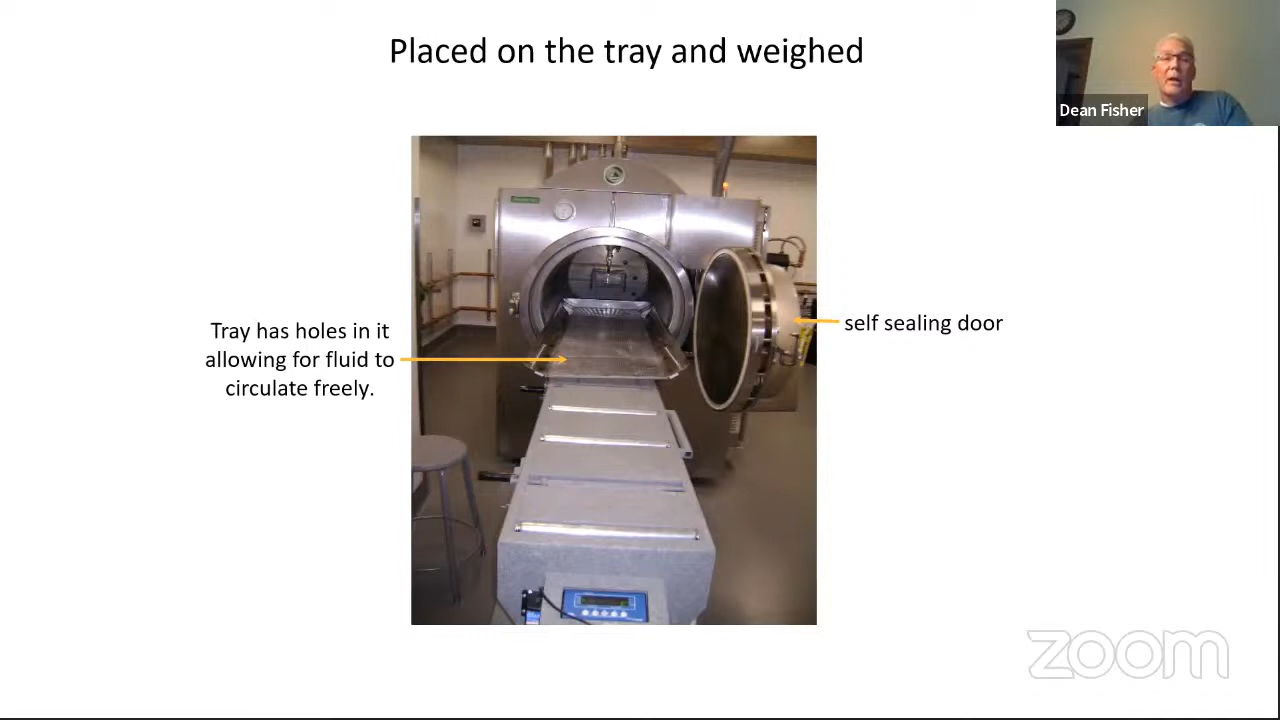 Placed on the tray and weighed
Dean Fisher
Tray has holes in it
allowing for fluid to
circulate freely.
self sealing door
zoom